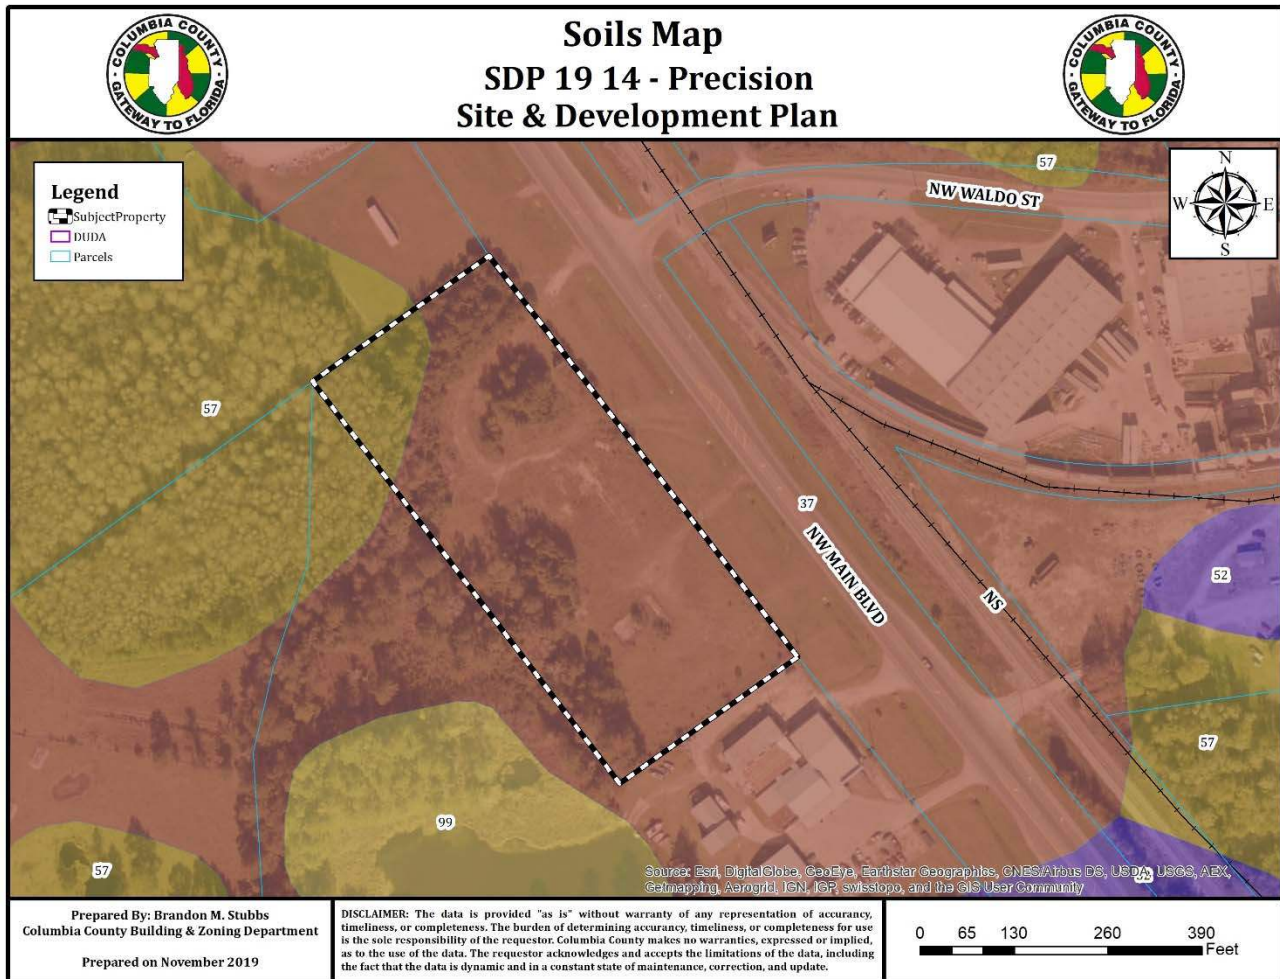 Soils Map
SDP 19 14 - Precision
Site & Development Plan
COLUMBIA COUNTY
GATEWAY TO FLORIDA
COLUMBIA COUNTY
GATEWAY TO FLORIDA
Legend
SubjectProperty
DUDA
Parcels
57
NW WALDO ST
N
W E
S
57
37
NW MAIN BLVD
NS
52
57
99
57
52
Source: Esri, DigitalGlobe, GeoEye, Earthstar Geographics, CNES/Airbus DS, USDA, USGS, AEX,
Getmapping, Aerogrid, IGN, IGP, swisstopo, and the GIS User Community
Prepared By: Brandon M. Stubbs
Columbia County Building & Zoning Department
Prepared on November 2019
DISCLAIMER: The data is provided "as is" without warranty of any representation of accurancy,
timeliness, or completeness. The burden of determining accurancy, timeliness, or completeness for use
is the sole responsibility of the requestor. Columbia County makes no warranties, expressed or implied,
as to the use of the data. The requestor acknowledges and accepts the limitations of the data, including
the fact that the data is dynamic and in a constant state of maintenance, correction, and update.
0 65 130 260 390
Feet